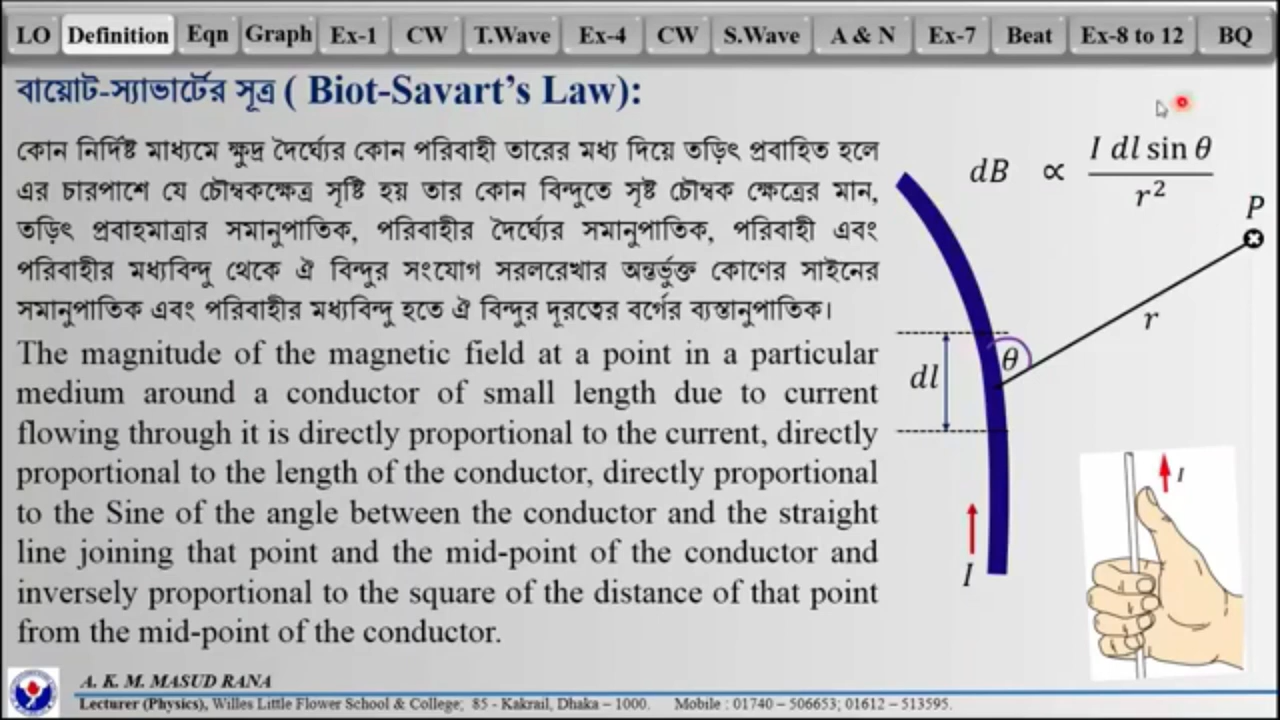 LO Definition Eqn Graph Ex-1 CW T.Wave Ex-4 CW S.Wave A & N Ex-7 Beat Ex-8 to 12 BQ
বায়োট-স্যাভার্টের সূত্র ( Biot-Savart’s Law):
কোন নির্দিষ্ট মাধ্যমে ক্ষুদ্র দৈর্ঘ্যের কোন পরিবাহী তারের মধ্য দিয়ে তড়িৎ প্রবাহিত হলে
এর চারপাশে যে চৌম্বকক্ষেত্র সৃষ্টি হয় তার কোন বিন্দুতে সৃষ্ট চৌম্বক ক্ষেত্রের মান,
তড়িৎ প্রবাহমাত্রার সমানুপাতিক, পরিবাহীর দৈর্ঘ্যের সমানুপাতিক, পরিবাহী এবং
পরিবাহীর মধ্যবিন্দু থেকে ঐ বিন্দুর সংযোগ সরলরেখার অন্তর্ভুক্ত কোণের সাইনের
সমানুপাতিক এবং পরিবাহীর মধ্যবিন্দু হতে ঐ বিন্দুর দূরত্বের বর্গের ব্যস্তানুপাতিক।
The magnitude of the magnetic field at a point in a particular
medium around a conductor of small length due to current
flowing through it is directly proportional to the current, directly
proportional to the length of the conductor, directly proportional
to the Sine of the angle between the conductor and the straight
line joining that point and the mid-point of the conductor and
inversely proportional to the square of the distance of that point
from the mid-point of the conductor.
dB ∝ I dl sin θ / r²
P
r
θ
dl
I
I
A. K. M. MASUD RANA
Lecturer (Physics), Willes Little Flower School & College; 85 - Kakrail, Dhaka – 1000. Mobile : 01740 – 506653; 01612 – 513595.